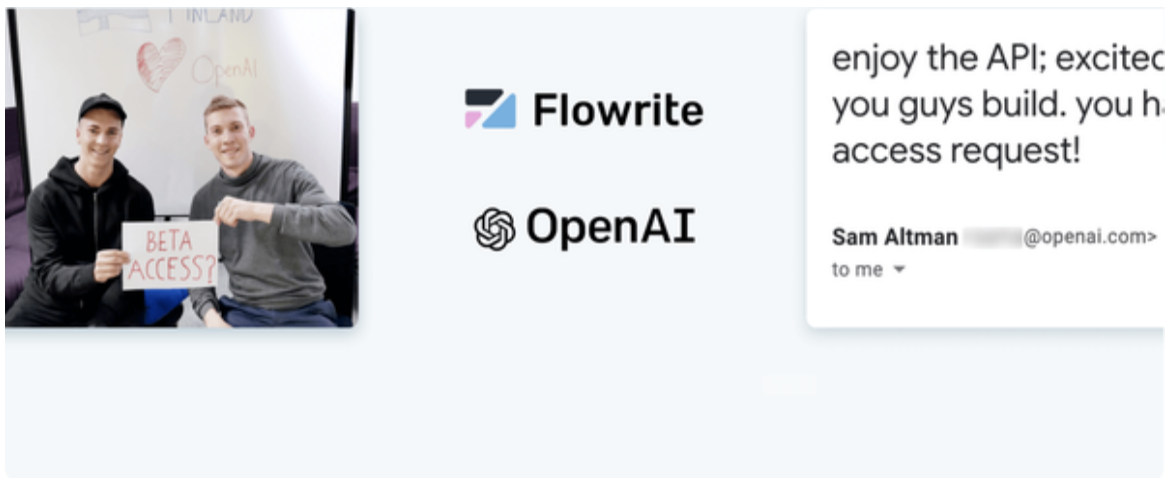 FINLAND
OpenAI
BETA
ACCESS?
Flowrite
OpenAI
enjoy the API; excited
you guys build. you ha
access request!
Sam Altman @openai.com>
to me